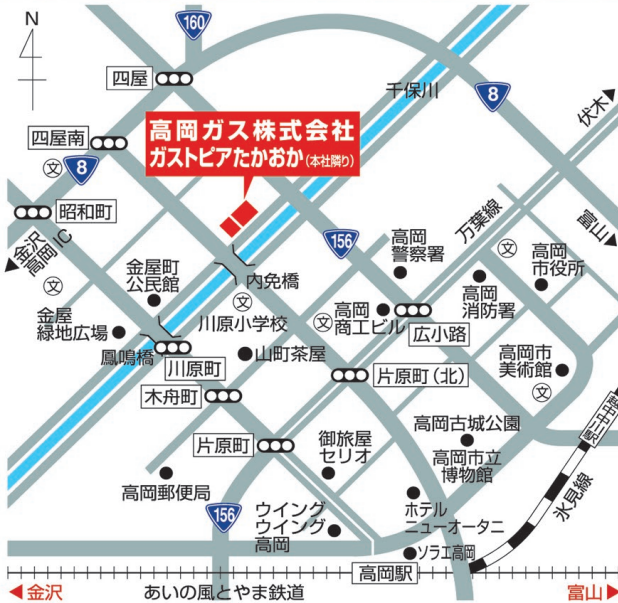 N
160
四屋
千保川
8
伏木
高岡ガス株式会社
ガストピアたかおか(本社隣り)
四屋南
文
8
昭和町
万葉線
富山
金沢
高岡IC
文
156
高岡
警察署
文
高岡
市役所
金屋町
公民館
内免橋
高岡
消防署
文
川原小学校
文
高岡
商工ビル
広小路
金屋
緑地広場
鳳鳴橋
川原町
山町茶屋
高岡市
美術館
片原町(北)
文
木舟町
高岡古城公園
片原町
御旅屋
セリオ
高岡市立
博物館
越中中川駅
高岡郵便局
氷見線
156
ウイング
ウイング
高岡
ホテル
ニューオータニ
ソラエ高岡
高岡駅
金沢
あいの風とやま鉄道
富山